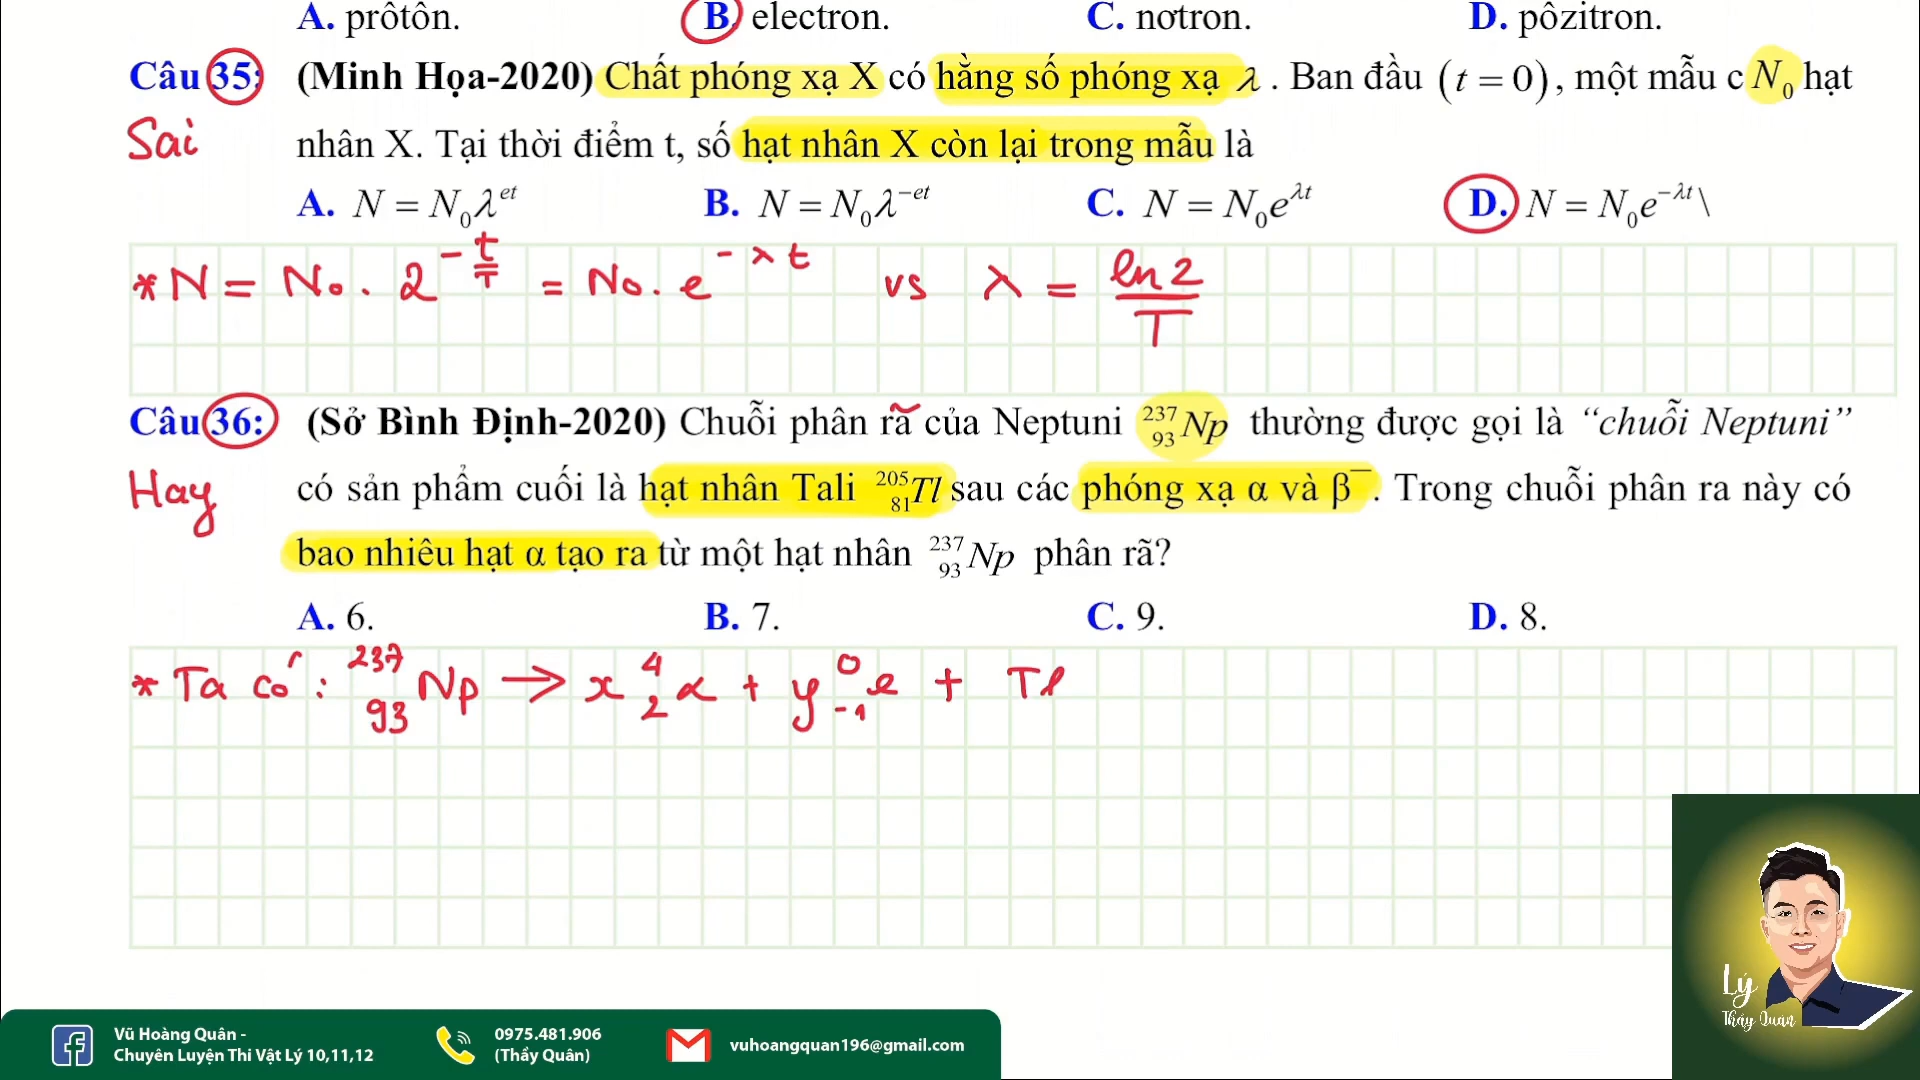 A. prôtôn. B. electron. C. nơtron. D. pôzitron.
Câu 35: (Minh Họa-2020) Chất phóng xạ X có hằng số phóng xạ λ . Ban đầu (t = 0), một mẫu c N₀ hạt
Sai nhân X. Tại thời điểm t, số hạt nhân X còn lại trong mẫu là
A. N = N₀λ^{et} B. N = N₀λ^{−et} C. N = N₀e^{λt} D. N = N₀e^{−λt}\
* N = N₀ . 2^{-t/T} = N₀ . e^{-λt} vs λ = ln2/T
Câu 36: (Sở Bình Định-2020) Chuỗi phân rã của Neptuni ²³⁷₉₃Np thường được gọi là “chuỗi Neptuni”
Hay có sản phẩm cuối là hạt nhân Tali ²⁰⁵₈₁Tl sau các phóng xạ α và β⁻. Trong chuỗi phân ra này có
bao nhiêu hạt α tạo ra từ một hạt nhân ²³⁷₉₃Np phân rã?
A. 6. B. 7. C. 9. D. 8.
* Ta có: ²³⁷₉₃Np → x ⁴₂α + y ⁰₋₁e + Tl
Lý
Thầy Quân
Vũ Hoàng Quân -
Chuyên Luyện Thi Vật Lý 10,11,12
0975.481.906
(Thầy Quân)
vuhoangquan196@gmail.com